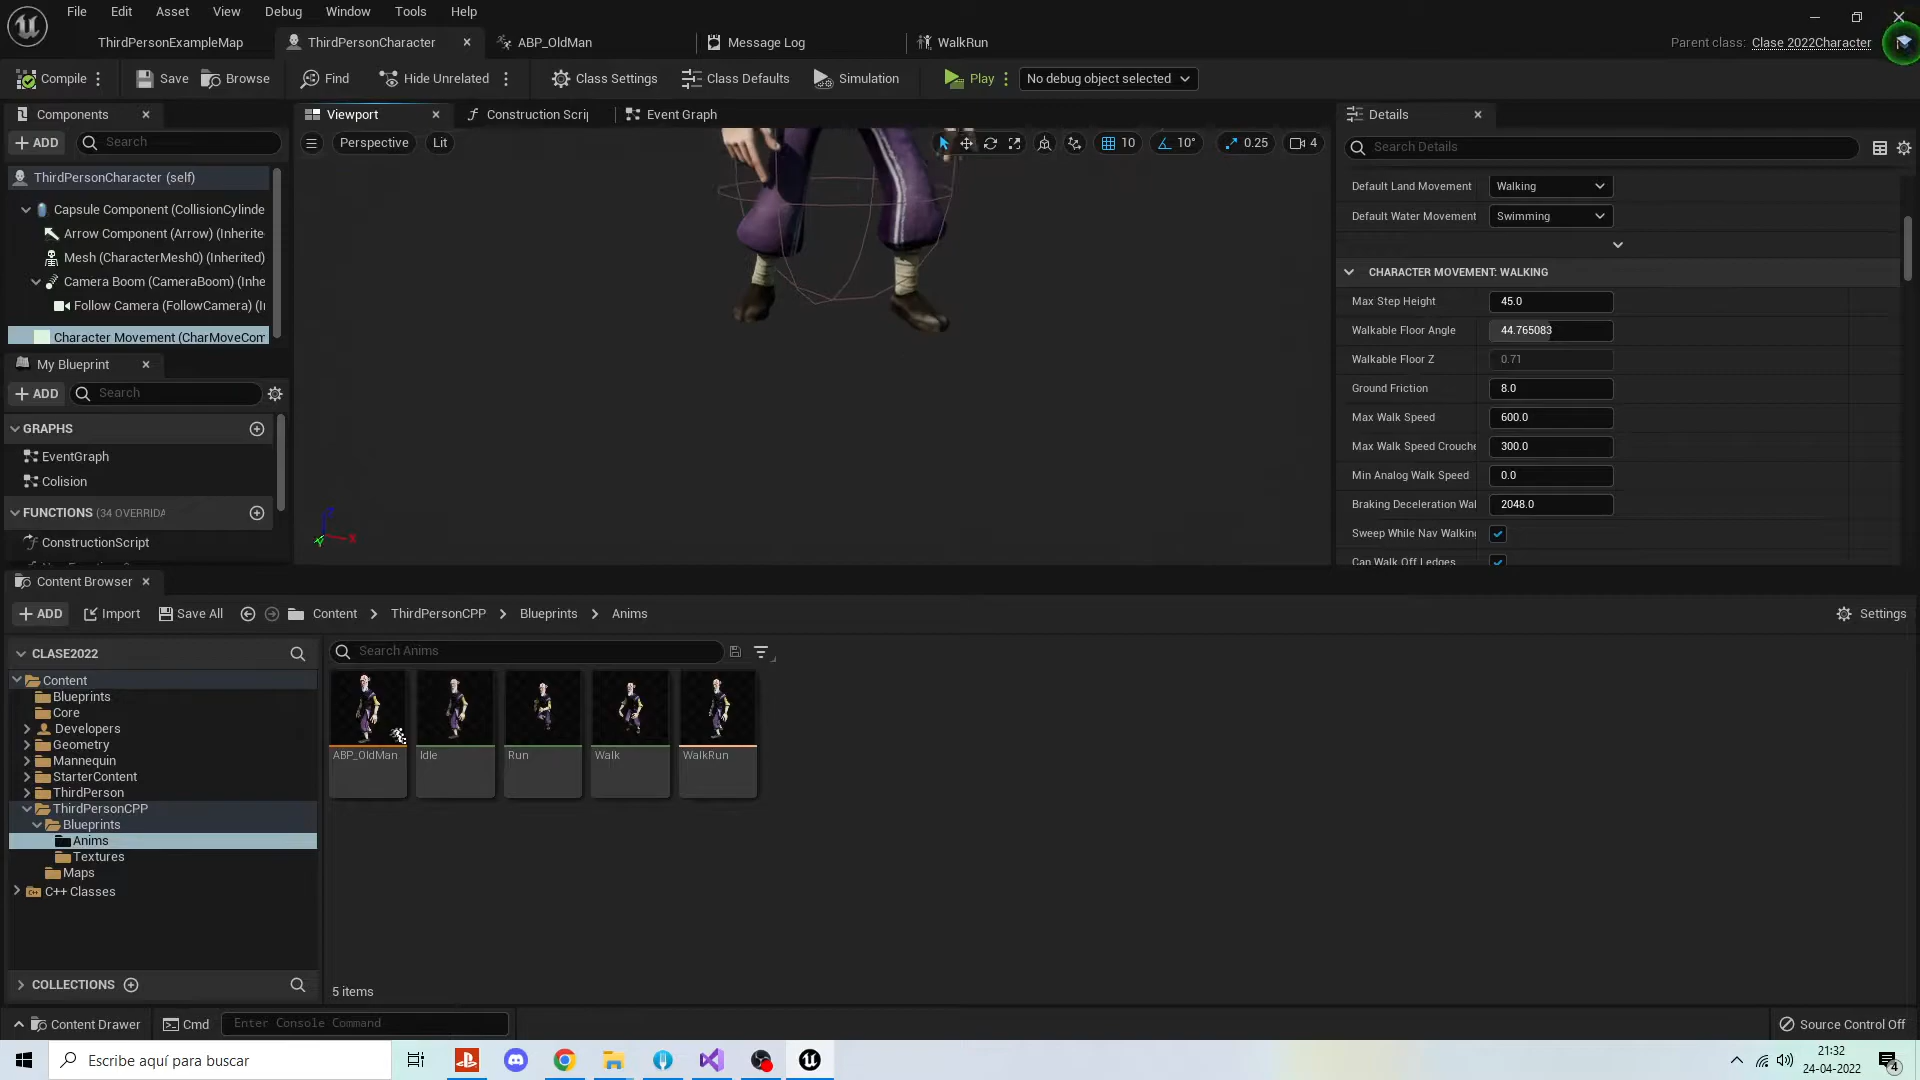 File Edit Asset View Debug Window Tools Help
ThirdPersonExampleMap ThirdPersonCharacter ABP_OldMan Message Log WalkRun Parent class: Clase 2022Character
Compile Save Browse Find Hide Unrelated Class Settings Class Defaults Simulation Play No debug object selected
Components Viewport Construction Scrip Event Graph Details
ADD Search Perspective Lit 10 10° 0.25 4 Search Details
ThirdPersonCharacter (self)
Capsule Component (CollisionCylinde
Arrow Component (Arrow) (Inherite
Mesh (CharacterMesh0) (Inherited)
Camera Boom (CameraBoom) (Inhe
Follow Camera (FollowCamera) (I
Character Movement (CharMoveCom
My Blueprint
ADD Search
GRAPHS
EventGraph
Colision
FUNCTIONS (34 OVERRIDA
ConstructionScript
Z
X
Default Land Movement Walking
Default Water Movement Swimming
CHARACTER MOVEMENT: WALKING
Max Step Height 45.0
Walkable Floor Angle 44.765083
Walkable Floor Z 0.71
Ground Friction 8.0
Max Walk Speed 600.0
Max Walk Speed Crouche 300.0
Min Analog Walk Speed 0.0
Braking Deceleration Wal 2048.0
Sweep While Nav Walking
Can Walk Off Ledges
Content Browser
ADD Import Save All Content ThirdPersonCPP Blueprints Anims Settings
CLASE2022 Search Anims
Content
Blueprints
Core
Developers
Geometry
Mannequin
StarterContent
ThirdPerson
ThirdPersonCPP
Blueprints
Anims
Textures
Maps
C++ Classes
ABP_OldMan Idle Run Walk WalkRun
COLLECTIONS 5 items
Content Drawer Cmd Enter Console Command Source Control Off
Escribe aquí para buscar 21:32
24-04-2022 4